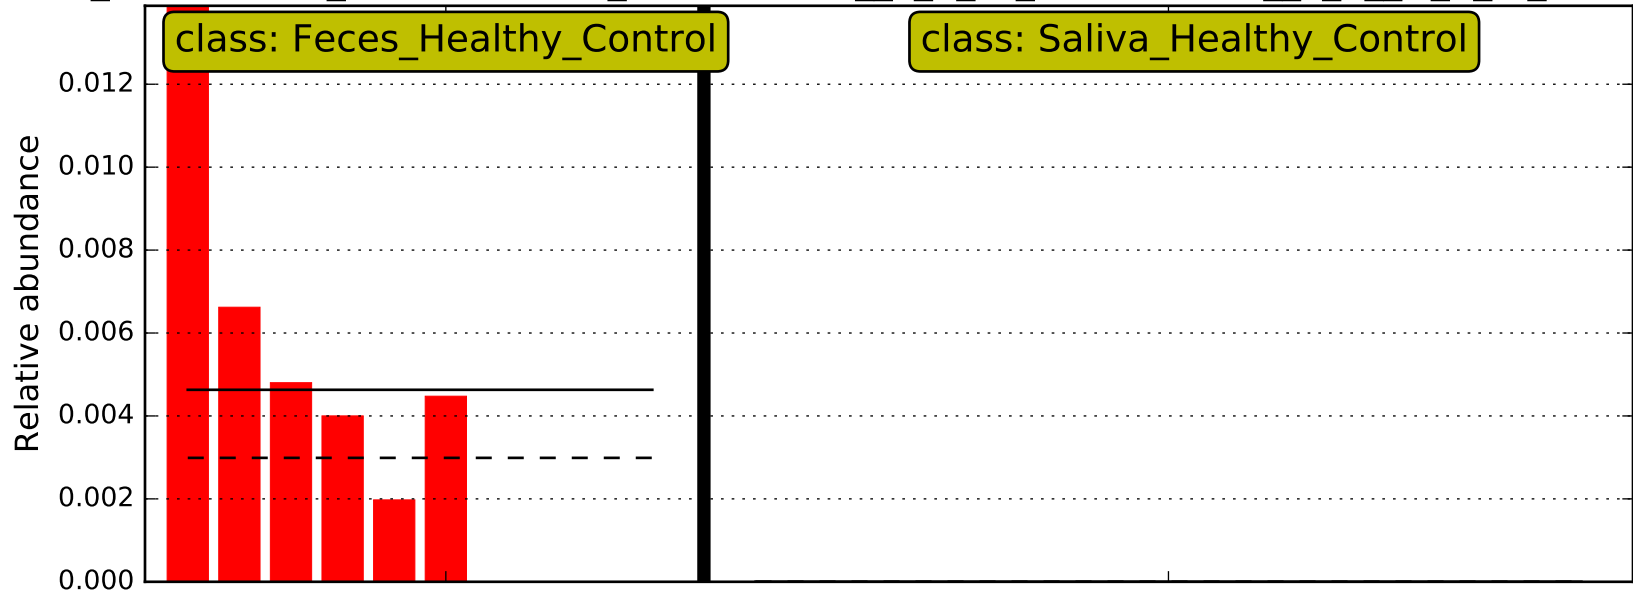 class: Feces_Healthy_Control
class: Saliva_Healthy_Control
0.012
0.010
0.008
0.006
0.004
0.002
0.000
Relative abundance